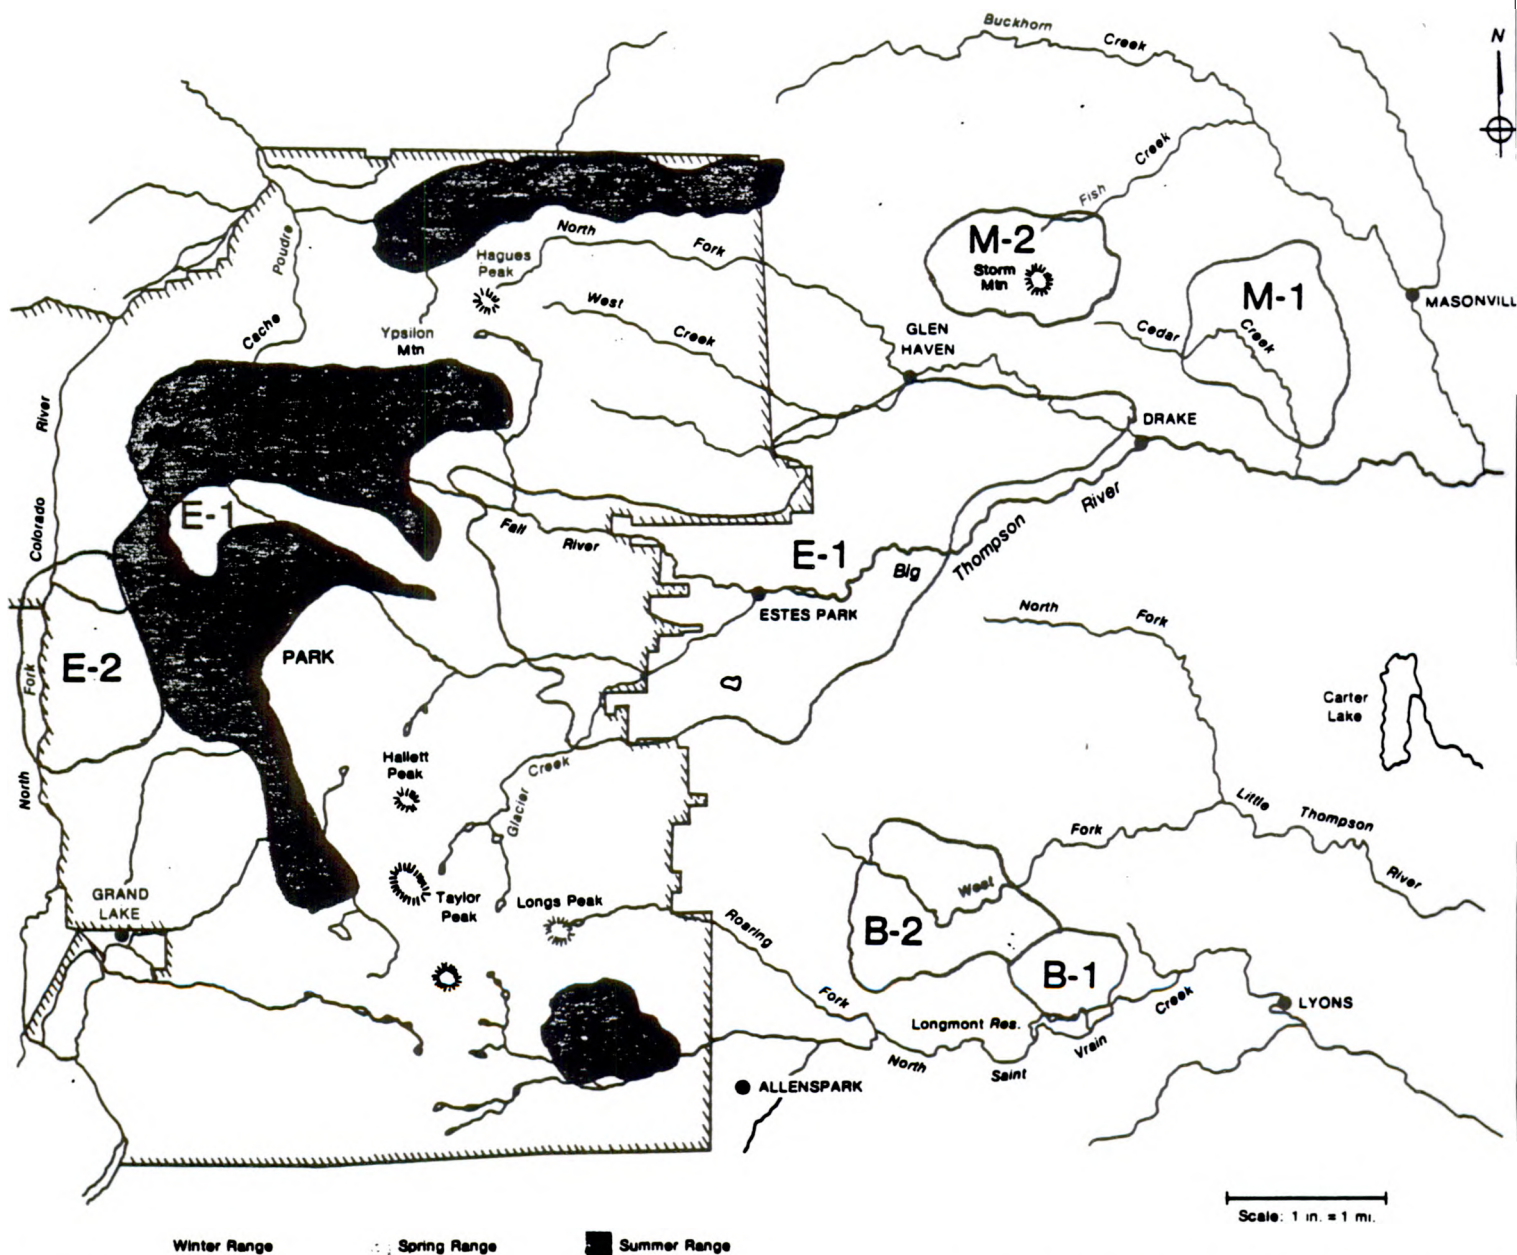 Buckhorn
Creek
N
Creek
Fish
M-2
Storm
Mtn
M-1
MASONVILL
Cedar
Creek
North
Fork
Poudre
Cache
Hagues
Peak
West
Creek
Ypsilon
Mtn
GLEN
HAVEN
DRAKE
River
Colorado
E-1
Fall
River
E-1
Big
Thompson
River
ESTES PARK
North
Fork
E-2
PARK
Fork
North
Carter
Lake
Hallett
Peak
Creek
Glacier
Little
Thompson
River
Fork
West
GRAND
LAKE
Taylor
Peak
Longs Peak
Roaring
Fork
B-2
B-1
Creek
LYONS
Longmont Res.
North
Saint
Vrain
ALLENSPARK
Scale: 1 in. = 1 mi.
Winter Range
Spring Range
Summer Range